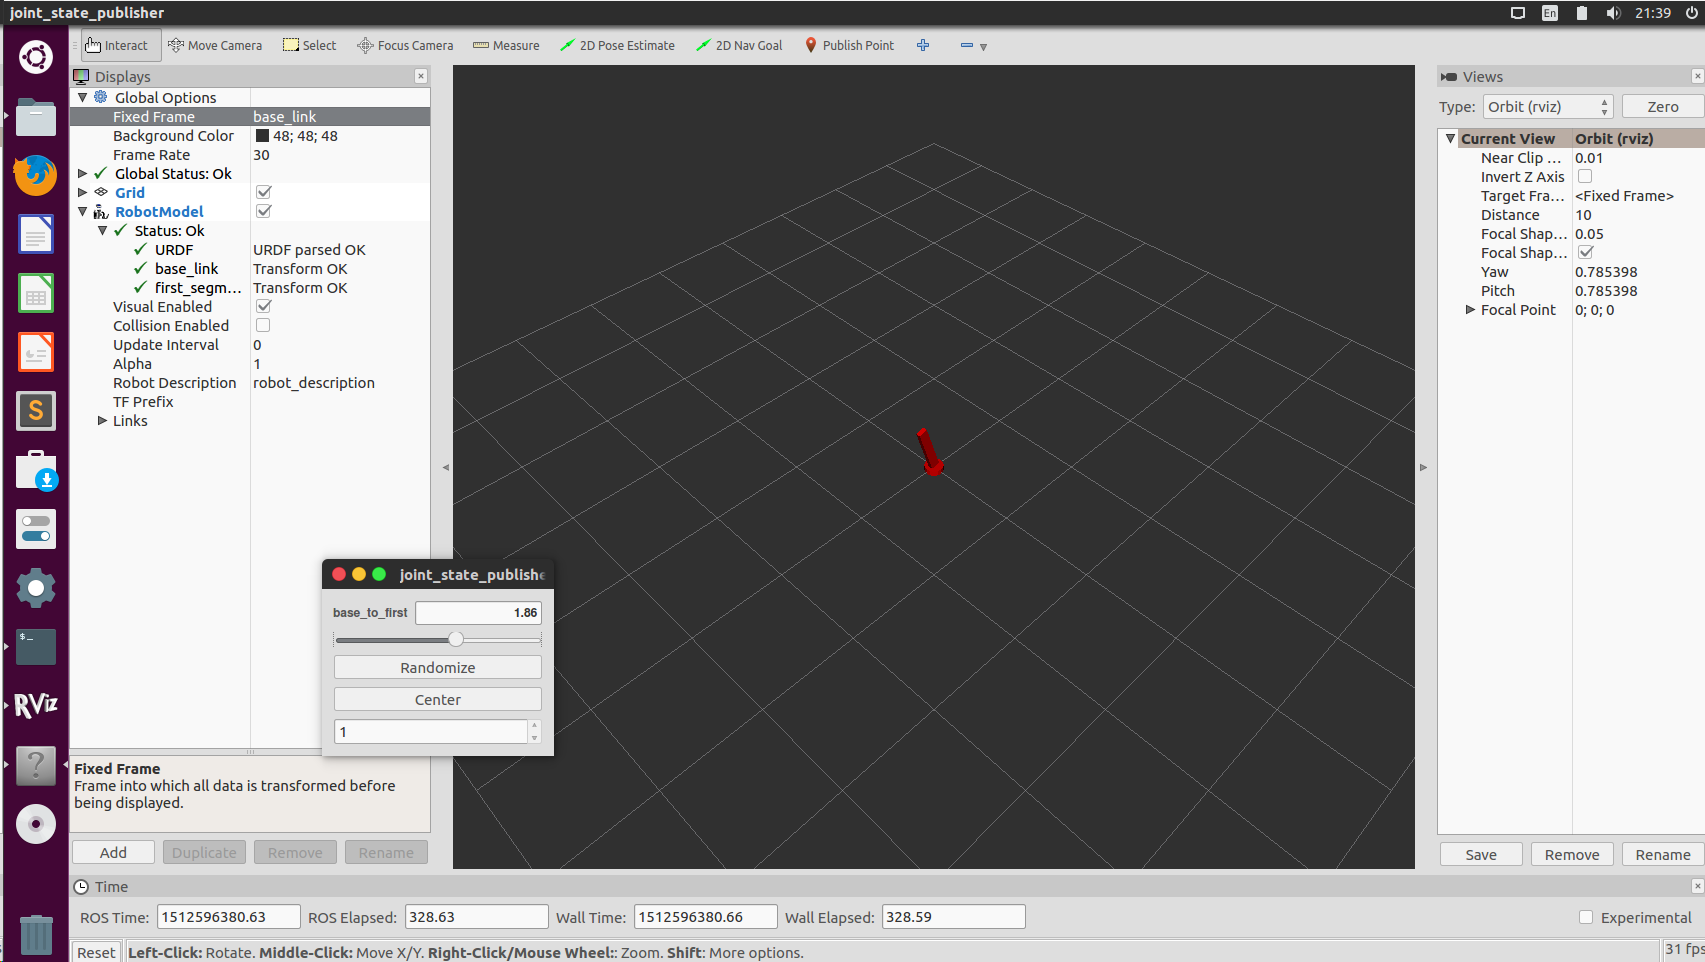 joint_state_publisher
En
21:39
Interact
Move Camera
Select
Focus Camera
Measure
2D Pose Estimate
2D Nav Goal
Publish Point
Displays
Global Options
Fixed Frame base_link
Background Color 48; 48; 48
Frame Rate 30
Global Status: Ok
Grid
RobotModel
Status: Ok
URDF URDF parsed OK
base_link Transform OK
first_segm... Transform OK
Visual Enabled
Collision Enabled
Update Interval 0
Alpha 1
Robot Description robot_description
TF Prefix
Links
S
$_
RViz
?
joint_state_publishe
base_to_first 1.86
Randomize
Center
1
Fixed Frame
Frame into which all data is transformed before
being displayed.
Add Duplicate Remove Rename
Views
Type: Orbit (rviz) Zero
Current View Orbit (rviz)
Near Clip ... 0.01
Invert Z Axis
Target Fra... <Fixed Frame>
Distance 10
Focal Shap... 0.05
Focal Shap...
Yaw 0.785398
Pitch 0.785398
Focal Point 0; 0; 0
Save Remove Rename
Time
ROS Time: 1512596380.63 ROS Elapsed: 328.63 Wall Time: 1512596380.66 Wall Elapsed: 328.59 Experimental
Reset Left-Click: Rotate. Middle-Click: Move X/Y. Right-Click/Mouse Wheel:: Zoom. Shift: More options. 31 fps